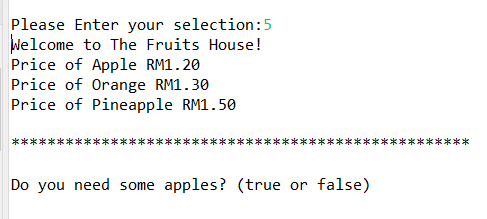 Please Enter your selection:5
Welcome to The Fruits House!
Price of Apple RM1.20
Price of Orange RM1.30
Price of Pineapple RM1.50
***************************************************
Do you need some apples? (true or false)